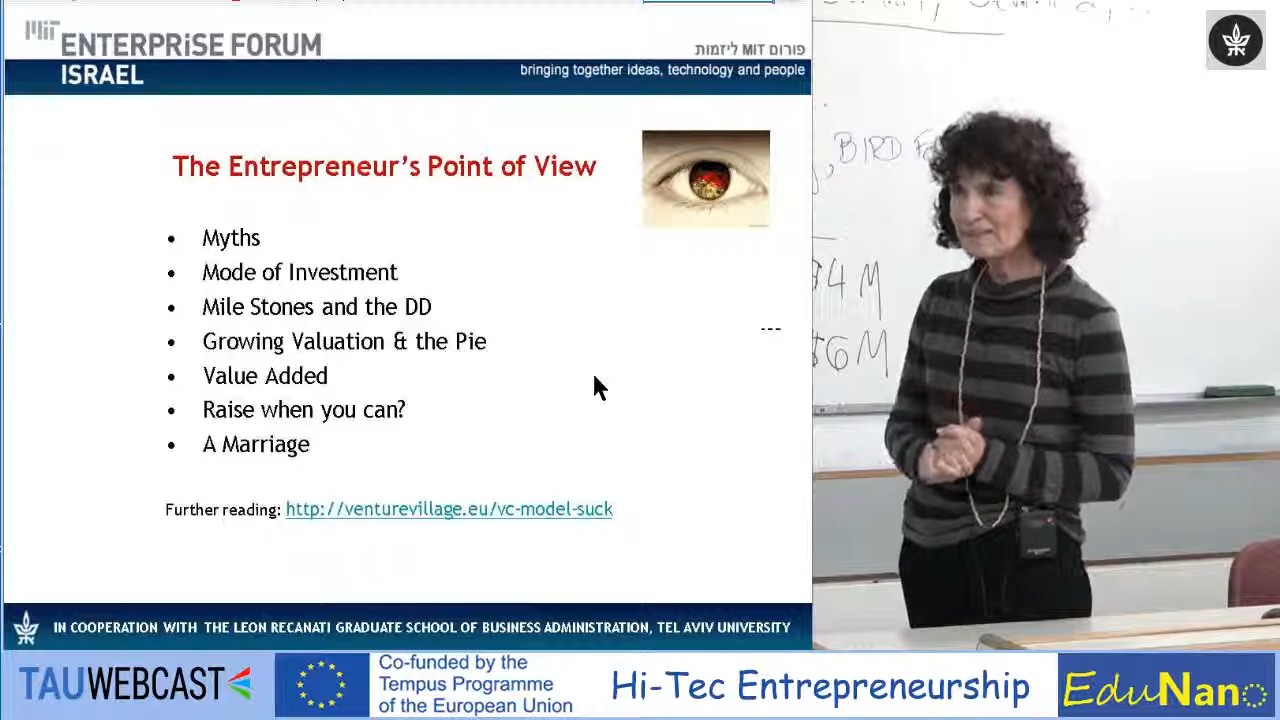 MiT
ENTERPRiSE FORUM
ISRAEL
פורום MIT ליזמות
bringing together ideas, technology and people
The Entrepreneur's Point of View
• Myths
• Mode of Investment
• Mile Stones and the DD
• Growing Valuation & the Pie
• Value Added
• Raise when you can?
• A Marriage
Further reading: http://venturevillage.eu/vc-model-suck
IN COOPERATION WITH THE LEON RECANATI GRADUATE SCHOOL OF BUSINESS ADMINISTRATION, TEL AVIV UNIVERSITY
BIRD
$4 M
$6 M
TAUWEBCAST
Co-funded by the
Tempus Programme
of the European Union
Hi-Tec Entrepreneurship
EduNano